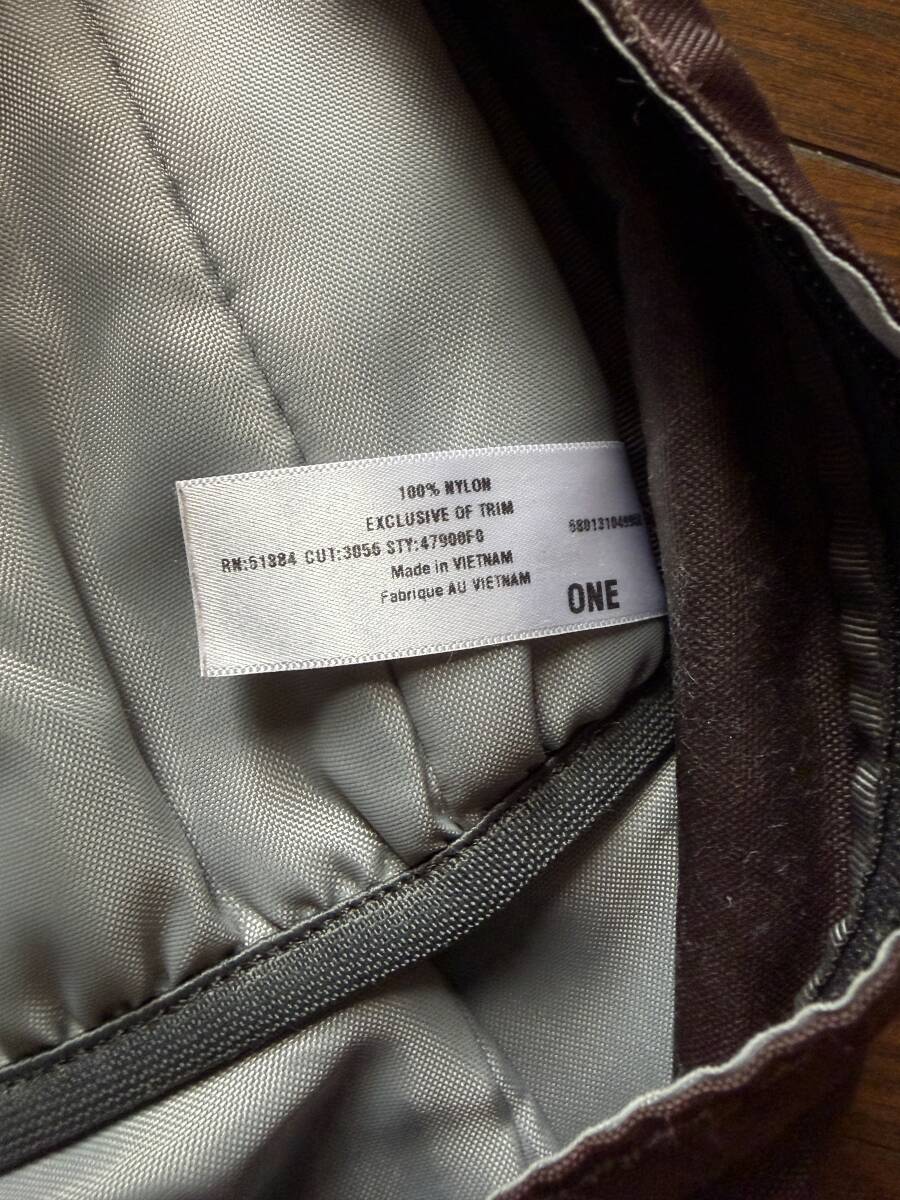 100% NYLON
EXCLUSIVE OF TRIM
RN:51884 CUT:3056 STY:47900F0
Made in VIETNAM
Fabrique AU VIETNAM
ONE